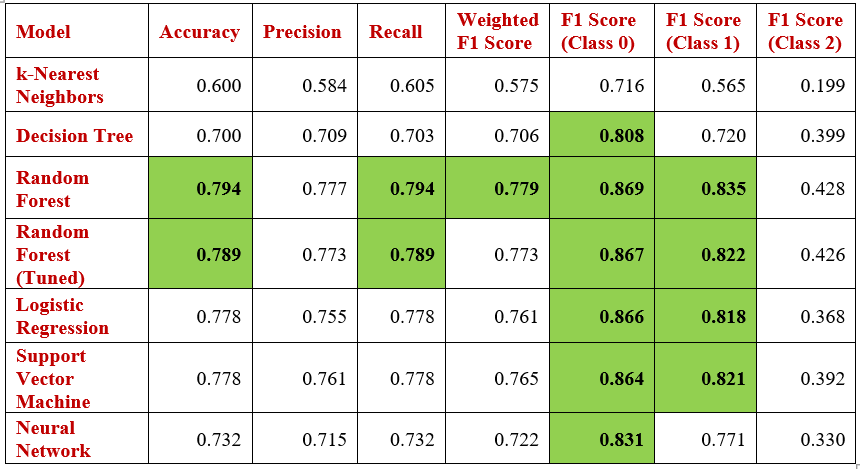 Model Accuracy Precision Recall Weighted F1 Score F1 Score (Class 0) F1 Score (Class 1) F1 Score (Class 2)
k-Nearest Neighbors 0.600 0.584 0.605 0.575 0.716 0.565 0.199
Decision Tree 0.700 0.709 0.703 0.706 0.808 0.720 0.399
Random Forest 0.794 0.777 0.794 0.779 0.869 0.835 0.428
Random Forest (Tuned) 0.789 0.773 0.789 0.773 0.867 0.822 0.426
Logistic Regression 0.778 0.755 0.778 0.761 0.866 0.818 0.368
Support Vector Machine 0.778 0.761 0.778 0.765 0.864 0.821 0.392
Neural Network 0.732 0.715 0.732 0.722 0.831 0.771 0.330